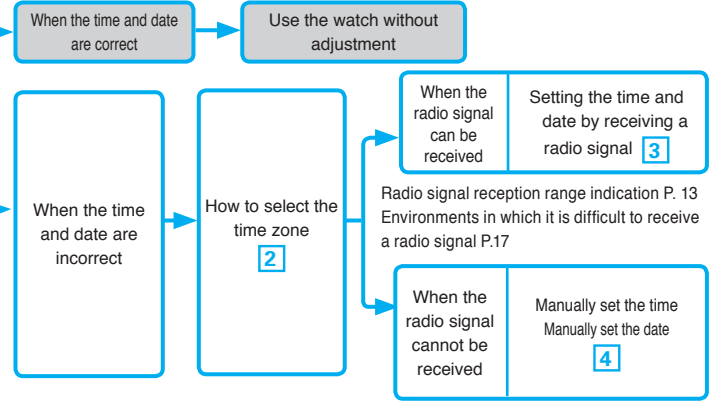 When the time and date
are correct
Use the watch without
adjustment
When the time
and date are
incorrect
How to select the
time zone
2
When the
radio signal
can be
received
Setting the time and
date by receiving a
radio signal 3
Radio signal reception range indication P. 13
Environments in which it is difficult to receive
a radio signal P.17
When the
radio signal
cannot be
received
Manually set the time
Manually set the date
4